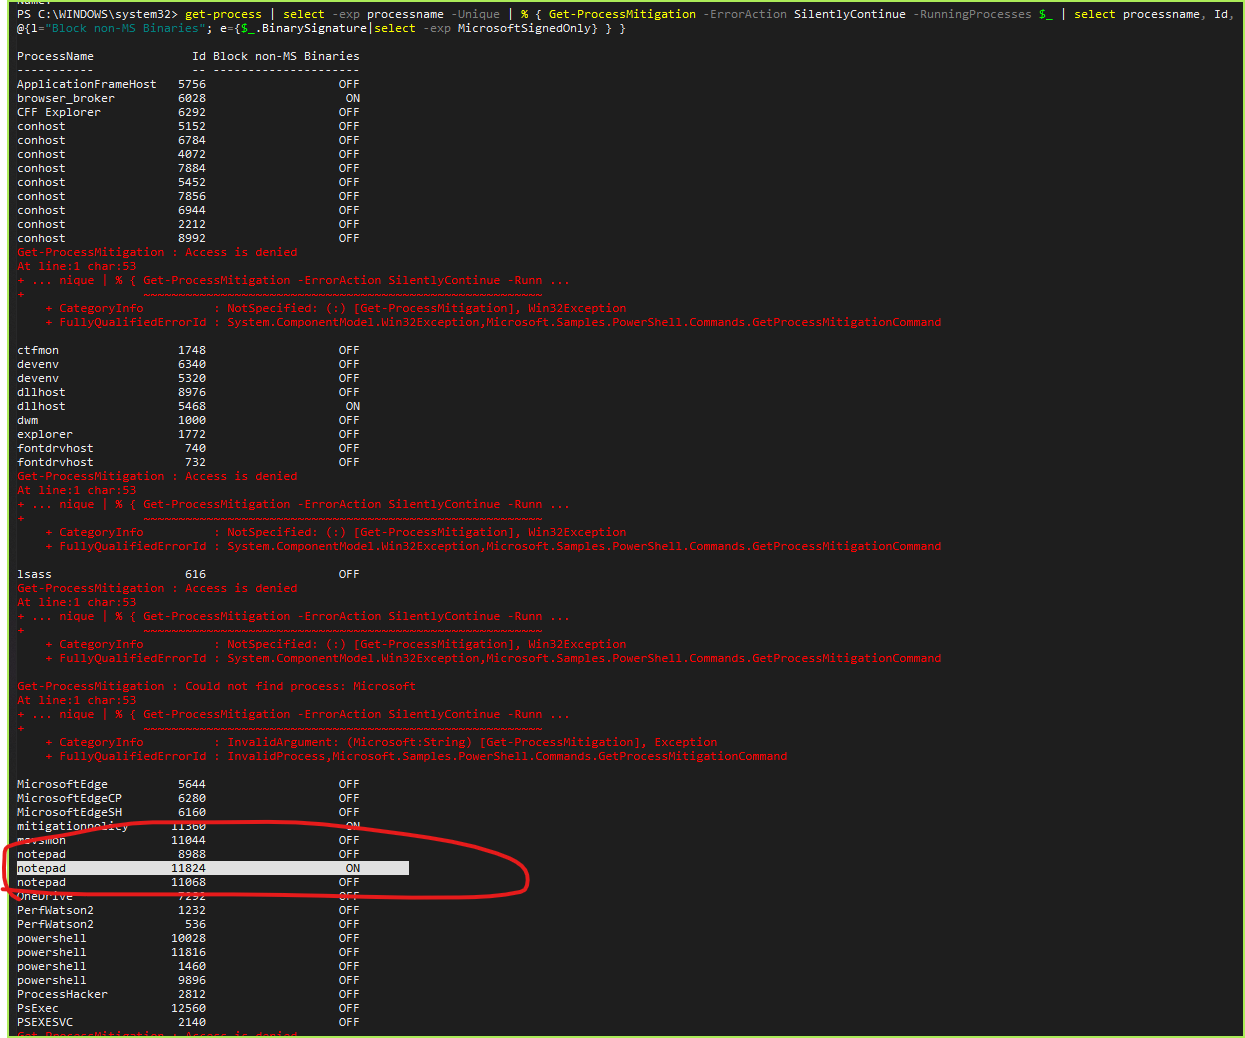 PS C:\WINDOWS\system32> get-process | select -exp processname -Unique | % { Get-ProcessMitigation -ErrorAction SilentlyContinue -RunningProcesses $_ | select processname, Id,
@{l="Block non-MS Binaries"; e={$_.BinarySignature|select -exp MicrosoftSignedOnly} } }
ProcessName Id Block non-MS Binaries
----------- -- ---------------------
ApplicationFrameHost 5756 OFF
browser_broker 6028 ON
CFF Explorer 6292 OFF
conhost 5152 OFF
conhost 6784 OFF
conhost 4072 OFF
conhost 7884 OFF
conhost 5452 OFF
conhost 7856 OFF
conhost 6944 OFF
conhost 2212 OFF
conhost 8992 OFF
Get-ProcessMitigation : Access is denied
At line:1 char:53
+ ... nique | % { Get-ProcessMitigation -ErrorAction SilentlyContinue -Runn ...
+ ~~~~~~~~~~~~~~~~~~~~~~~~~~~~~~~~~~~~~~~~~~~~~~~~~~~~~~~~~
+ CategoryInfo : NotSpecified: (:) [Get-ProcessMitigation], Win32Exception
+ FullyQualifiedErrorId : System.ComponentModel.Win32Exception,Microsoft.Samples.PowerShell.Commands.GetProcessMitigationCommand
ctfmon 1748 OFF
devenv 6340 OFF
devenv 5320 OFF
dllhost 8976 OFF
dllhost 5468 ON
dwm 1000 OFF
explorer 1772 OFF
fontdrvhost 740 OFF
fontdrvhost 732 OFF
Get-ProcessMitigation : Access is denied
At line:1 char:53
+ ... nique | % { Get-ProcessMitigation -ErrorAction SilentlyContinue -Runn ...
+ ~~~~~~~~~~~~~~~~~~~~~~~~~~~~~~~~~~~~~~~~~~~~~~~~~~~~~~~~~
+ CategoryInfo : NotSpecified: (:) [Get-ProcessMitigation], Win32Exception
+ FullyQualifiedErrorId : System.ComponentModel.Win32Exception,Microsoft.Samples.PowerShell.Commands.GetProcessMitigationCommand
lsass 616 OFF
Get-ProcessMitigation : Access is denied
At line:1 char:53
+ ... nique | % { Get-ProcessMitigation -ErrorAction SilentlyContinue -Runn ...
+ ~~~~~~~~~~~~~~~~~~~~~~~~~~~~~~~~~~~~~~~~~~~~~~~~~~~~~~~~~
+ CategoryInfo : NotSpecified: (:) [Get-ProcessMitigation], Win32Exception
+ FullyQualifiedErrorId : System.ComponentModel.Win32Exception,Microsoft.Samples.PowerShell.Commands.GetProcessMitigationCommand
Get-ProcessMitigation : Could not find process: Microsoft
At line:1 char:53
+ ... nique | % { Get-ProcessMitigation -ErrorAction SilentlyContinue -Runn ...
+ ~~~~~~~~~~~~~~~~~~~~~~~~~~~~~~~~~~~~~~~~~~~~~~~~~~~~~~~~~
+ CategoryInfo : InvalidArgument: (Microsoft:String) [Get-ProcessMitigation], Exception
+ FullyQualifiedErrorId : InvalidProcess,Microsoft.Samples.PowerShell.Commands.GetProcessMitigationCommand
MicrosoftEdge 5644 OFF
MicrosoftEdgeCP 6280 OFF
MicrosoftEdgeSH 6160 OFF
mitigationpolicy 11360 ON
msvsmon 11044 OFF
notepad 8988 OFF
notepad 11824 ON
notepad 11068 OFF
OneDrive 7292 OFF
PerfWatson2 1232 OFF
PerfWatson2 536 OFF
powershell 10028 OFF
powershell 11816 OFF
powershell 1460 OFF
powershell 9896 OFF
ProcessHacker 2812 OFF
PsExec 12560 OFF
PSEXESVC 2140 OFF
Get-ProcessMitigation : Access is denied